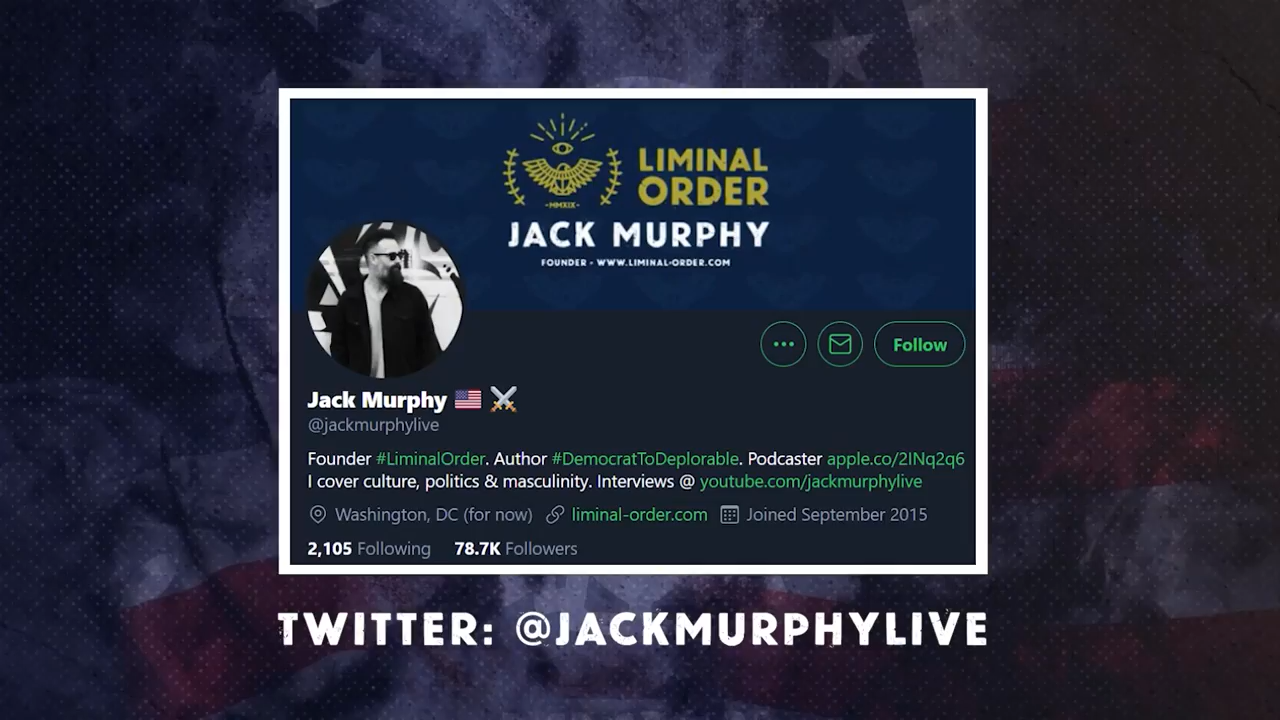 LIMINAL
ORDER
-MMXIX-
JACK MURPHY
FOUNDER - WWW.LIMINAL-ORDER.COM
Follow
Jack Murphy 🇺🇸 ⚔️
@jackmurphylive
Founder #LiminalOrder. Author #DemocratToDeplorable. Podcaster apple.co/2lNq2q6
I cover culture, politics & masculinity. Interviews @ youtube.com/jackmurphylive
Washington, DC (for now) liminal-order.com Joined September 2015
2,105 Following 78.7K Followers
TWITTER: @JACKMURPHYLIVE